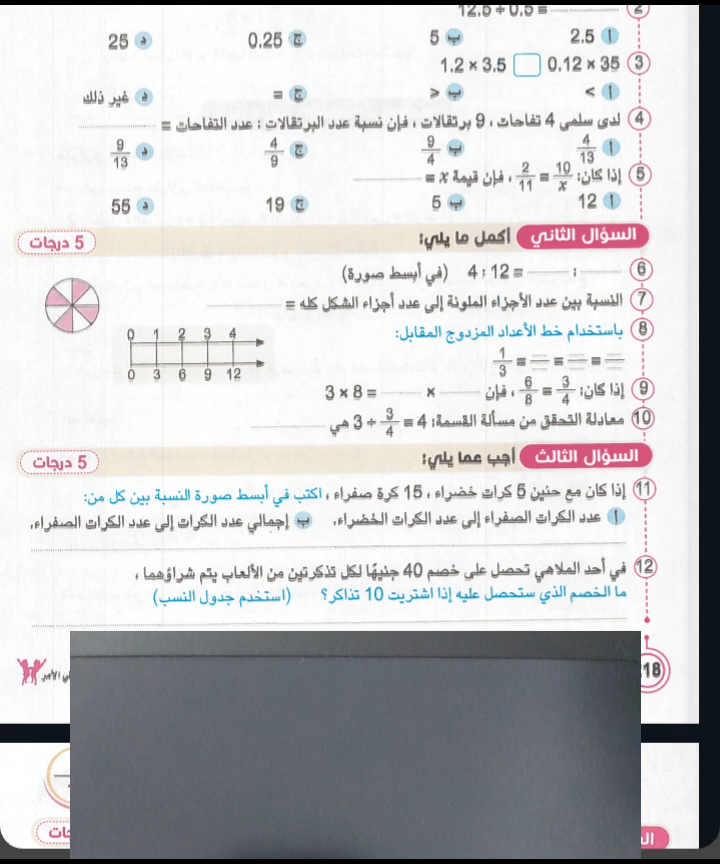 2 12.5 ÷ 0.5 = ............
أ 2.5 ب 5 ج 0.25 د 25
3 0.12 × 35 □ 1.2 × 3.5
أ < ب > ج = د غير ذلك
4 لدى سلمى 4 تفاحات ، 9 برتقالات ، فإن نسبة عدد البرتقالات : عدد التفاحات = ............
أ 4/13 ب 9/4 ج 4/9 د 9/13
5 إذا كان: 10/x = 2/11 ، فإن قيمة x = ............
أ 12 ب 5 ج 19 د 55
السؤال الثاني أكمل ما يلي: 5 درجات
6 ............ : ............ = 12 : 4 (في أبسط صورة)
7 النسبة بين عدد الأجزاء الملونة إلى عدد أجزاء الشكل كله = ............
8 باستخدام خط الأعداد المزدوج المقابل:
0 1 2 3 4
0 3 6 9 12
1/3 = — = — = —
9 إذا كان: 3/4 = 6/8 ، فإن ............ × ............ = 3 × 8
10 معادلة التحقق من مسألة القسمة: 3 ÷ 3/4 = 4 هي ............
السؤال الثالث أجب عما يلي: 5 درجات
11 إذا كان مع حنين 5 كرات خضراء ، 15 كرة صفراء ، اكتب في أبسط صورة النسبة بين كل من:
أ عدد الكرات الصفراء إلى عدد الكرات الخضراء. ب إجمالي عدد الكرات إلى عدد الكرات الصفراء.
12 في أحد الملاهي تحصل على خصم 40 جنيهًا لكل تذكرتين من الألعاب يتم شراؤهما ،
ما الخصم الذي ستحصل عليه إذا اشتريت 10 تذاكر؟ (استخدم جدول النسب)
18